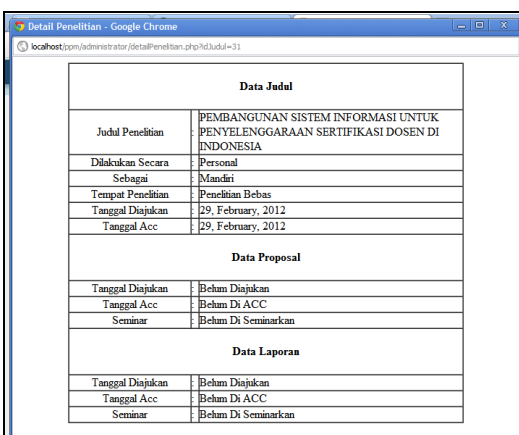 Detail Penelitian - Google Chrome
localhost/ppm/administrator/detailPenelitian.php?idJudul=31
Data Judul
Judul Penelitian : PEMBANGUNAN SISTEM INFORMASI UNTUK
PENYELENGGARAAN SERTIFIKASI DOSEN DI
INDONESIA
Dilakukan Secara : Personal
Sebagai : Mandiri
Tempat Penelitian : Penelitian Bebas
Tanggal Diajukan : 29, February, 2012
Tanggal Acc : 29, February, 2012
Data Proposal
Tanggal Diajukan : Belum Diajukan
Tanggal Acc : Belum Di ACC
Seminar : Belum Di Seminarkan
Data Laporan
Tanggal Diajukan : Belum Diajukan
Tanggal Acc : Belum Di ACC
Seminar : Belum Di Seminarkan